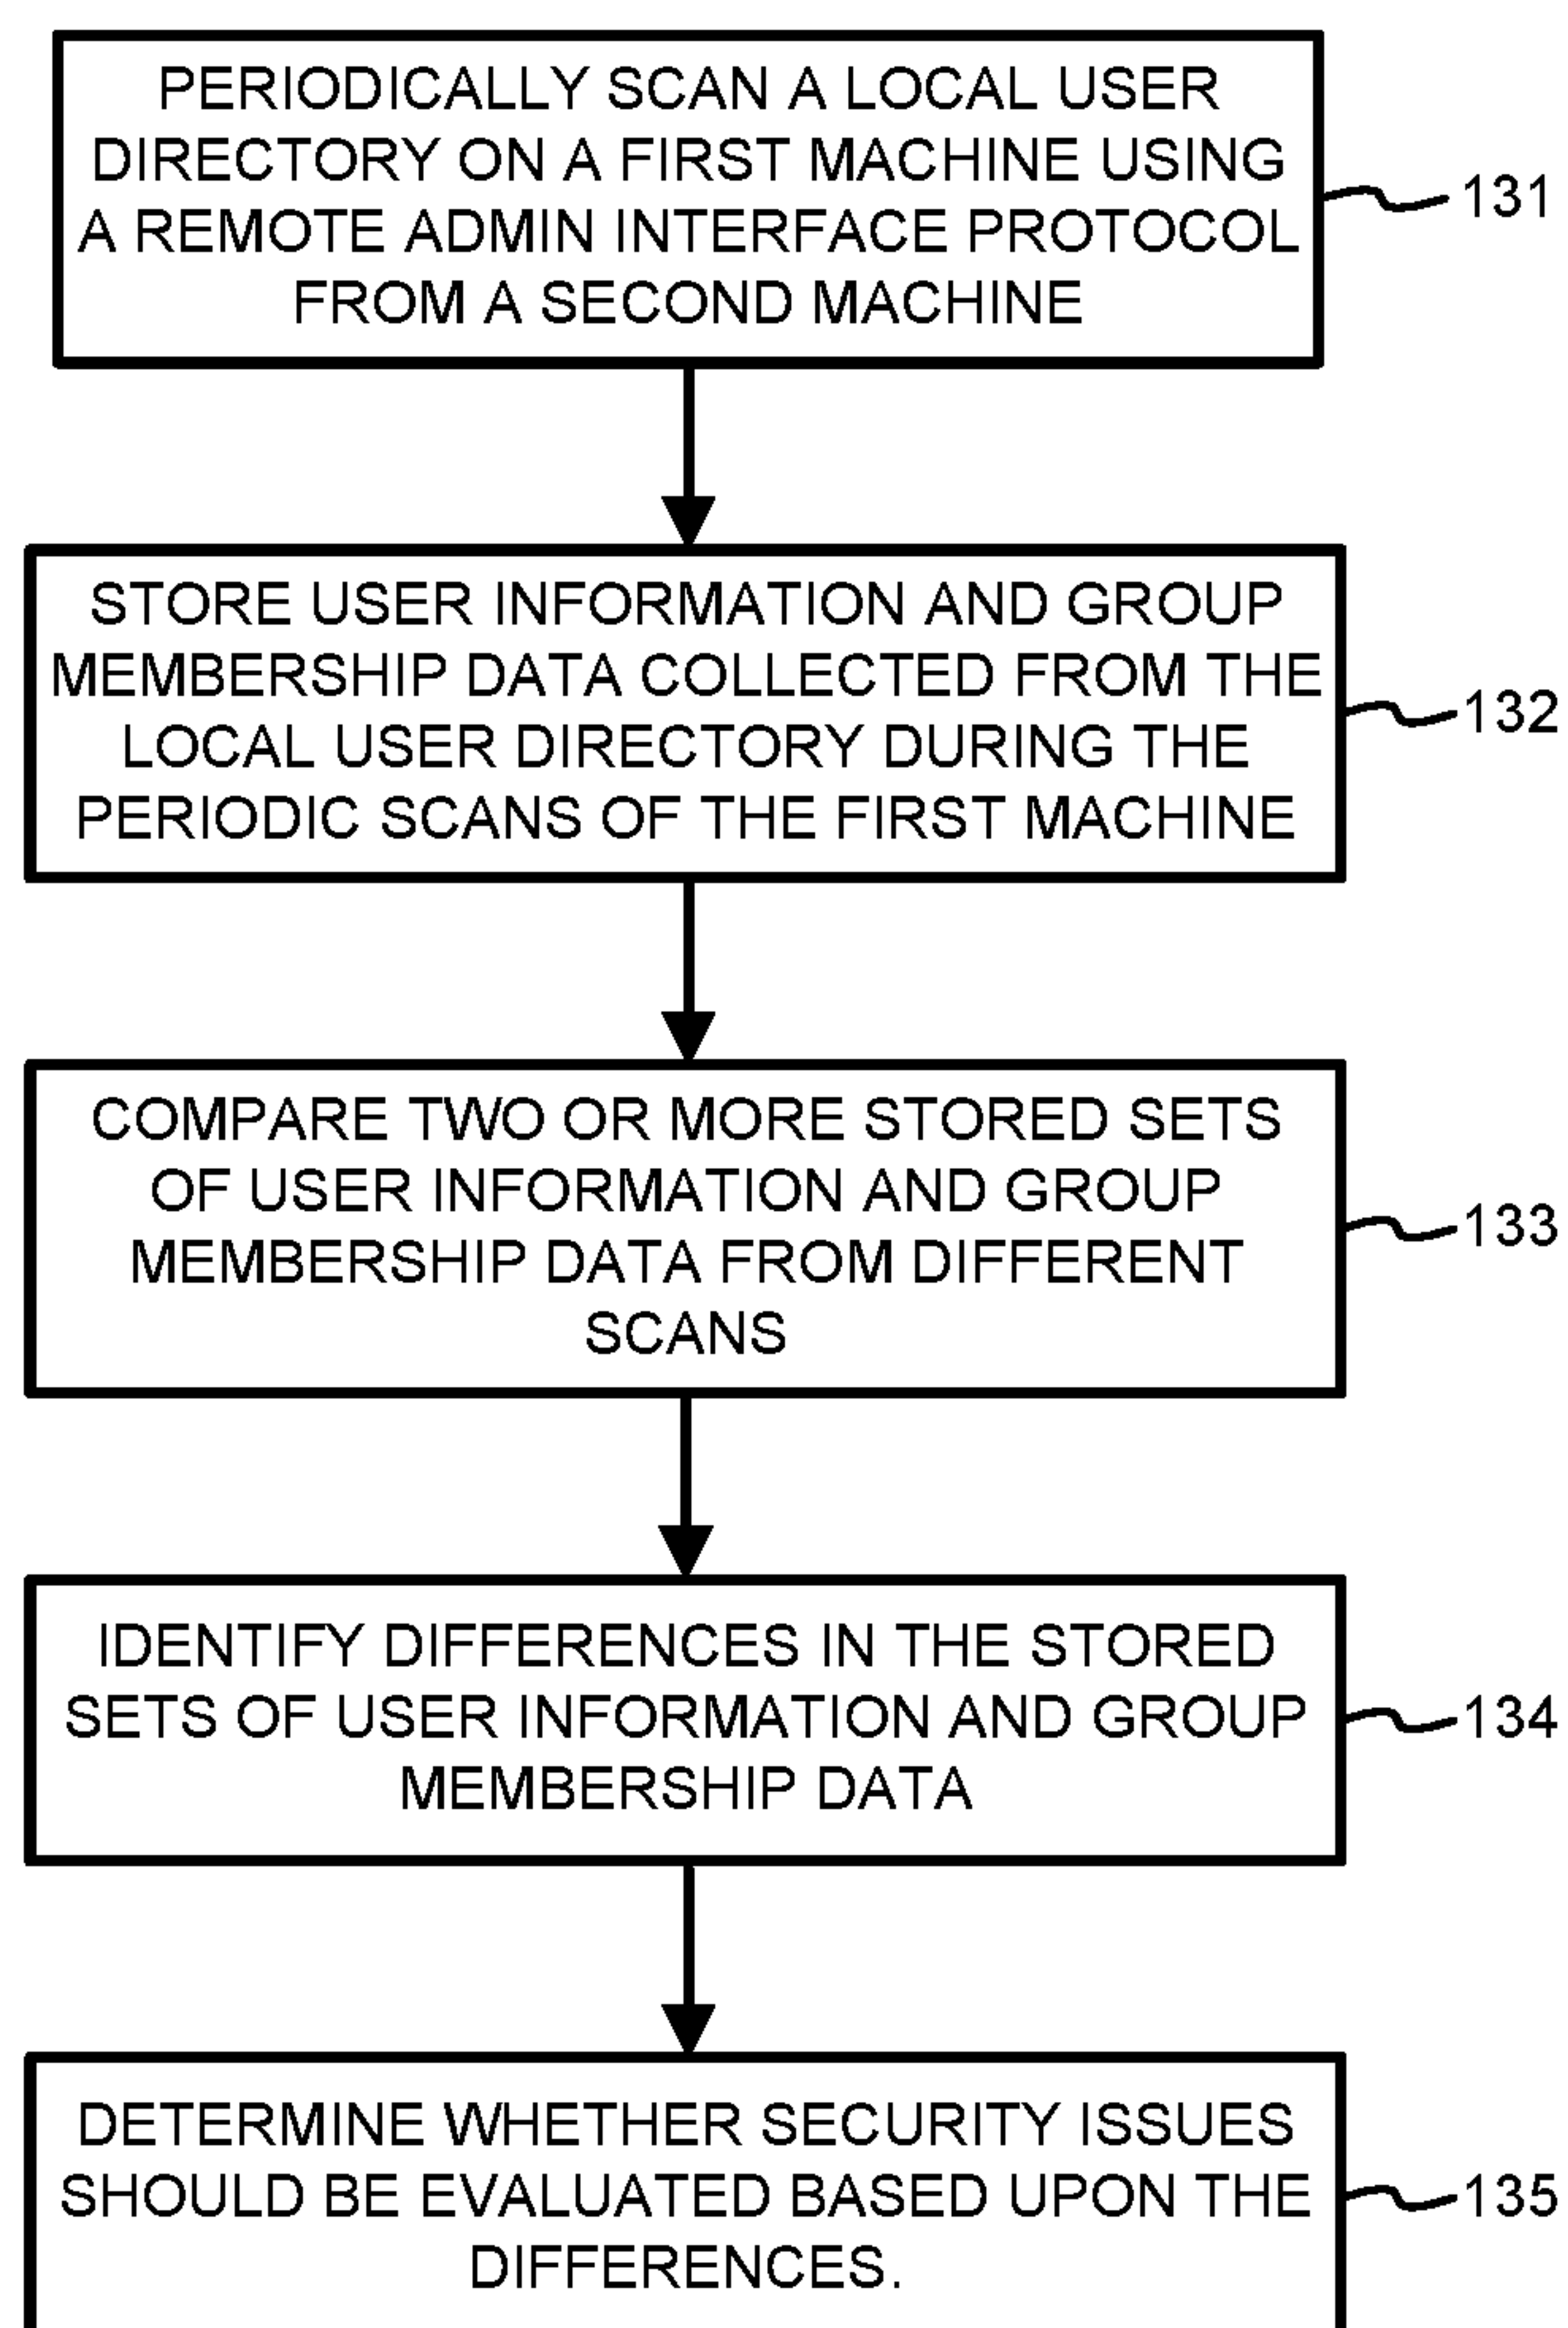 PERIODICALLY SCAN A LOCAL USER
DIRECTORY ON A FIRST MACHINE USING
A REMOTE ADMIN INTERFACE PROTOCOL
FROM A SECOND MACHINE
131
STORE USER INFORMATION AND GROUP
MEMBERSHIP DATA COLLECTED FROM THE
LOCAL USER DIRECTORY DURING THE
PERIODIC SCANS OF THE FIRST MACHINE
132
COMPARE TWO OR MORE STORED SETS
OF USER INFORMATION AND GROUP
MEMBERSHIP DATA FROM DIFFERENT
SCANS
133
IDENTIFY DIFFERENCES IN THE STORED
SETS OF USER INFORMATION AND GROUP
MEMBERSHIP DATA
134
DETERMINE WHETHER SECURITY ISSUES
SHOULD BE EVALUATED BASED UPON THE
DIFFERENCES.
135